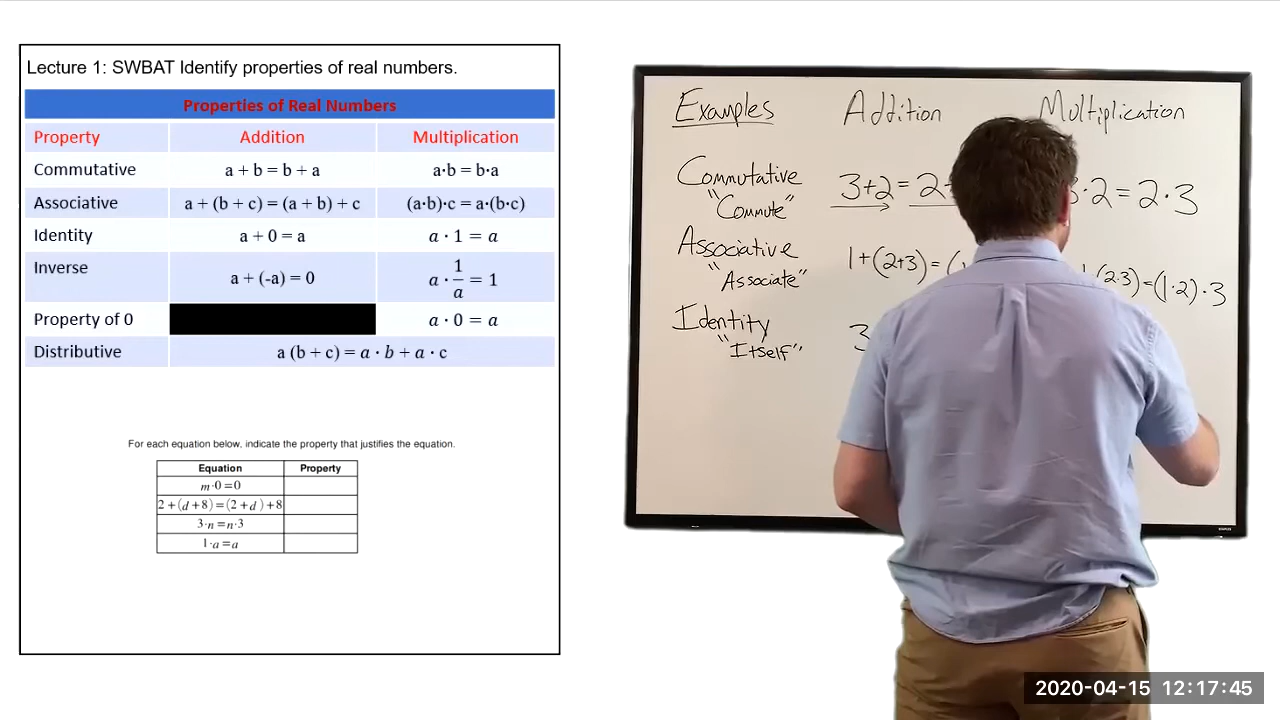 Lecture 1: SWBAT Identify properties of real numbers.
Properties of Real Numbers
Property Addition Multiplication
Commutative a + b = b + a a·b = b·a
Associative a + (b + c) = (a + b) + c (a·b)·c = a·(b·c)
Identity a + 0 = a a · 1 = a
Inverse a + (-a) = 0 a · 1/a = 1
Property of 0 a · 0 = a
Distributive a (b + c) = a · b + a · c
For each equation below, indicate the property that justifies the equation.
Equation Property
m·0=0
2+(d+8)=(2+d)+8
3·n=n·3
1·a=a
Examples Addition Multiplication
Commutative 3+2=2 3·2=2·3
"Commute"
Associative 1+(2+3)=( (2·3)=(1·2)·3
"Associate"
Identity 3
"Itself"
2020-04-15 12:17:45